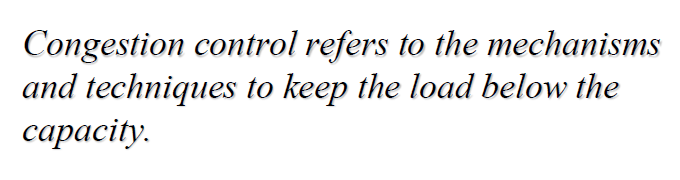 Congestion control refers to the mechanisms
and techniques to keep the load below the
capacity.